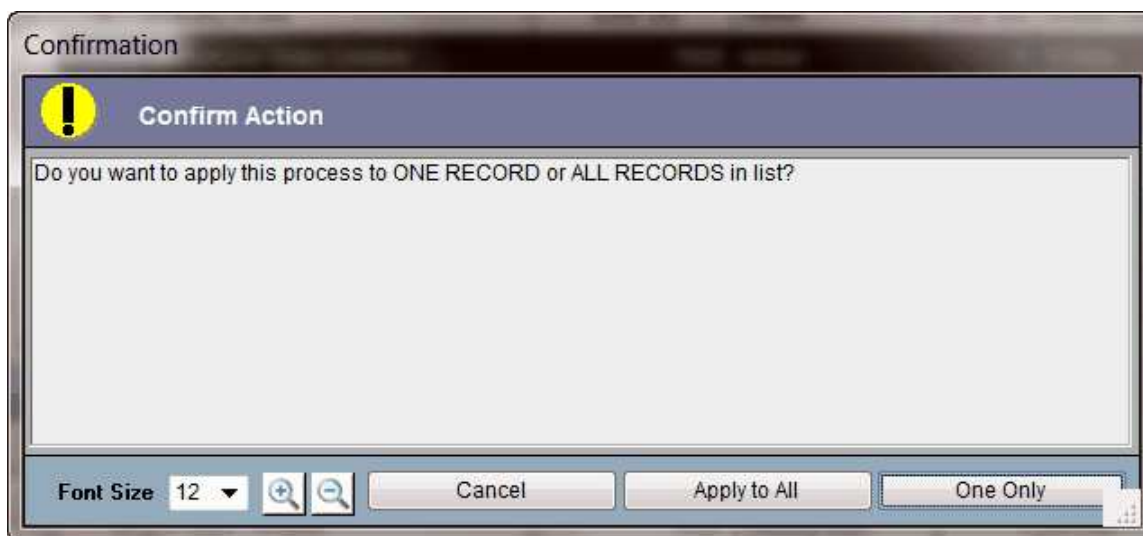 Confirmation
Confirm Action
Do you want to apply this process to ONE RECORD or ALL RECORDS in list?
Font Size 12 Cancel Apply to All One Only